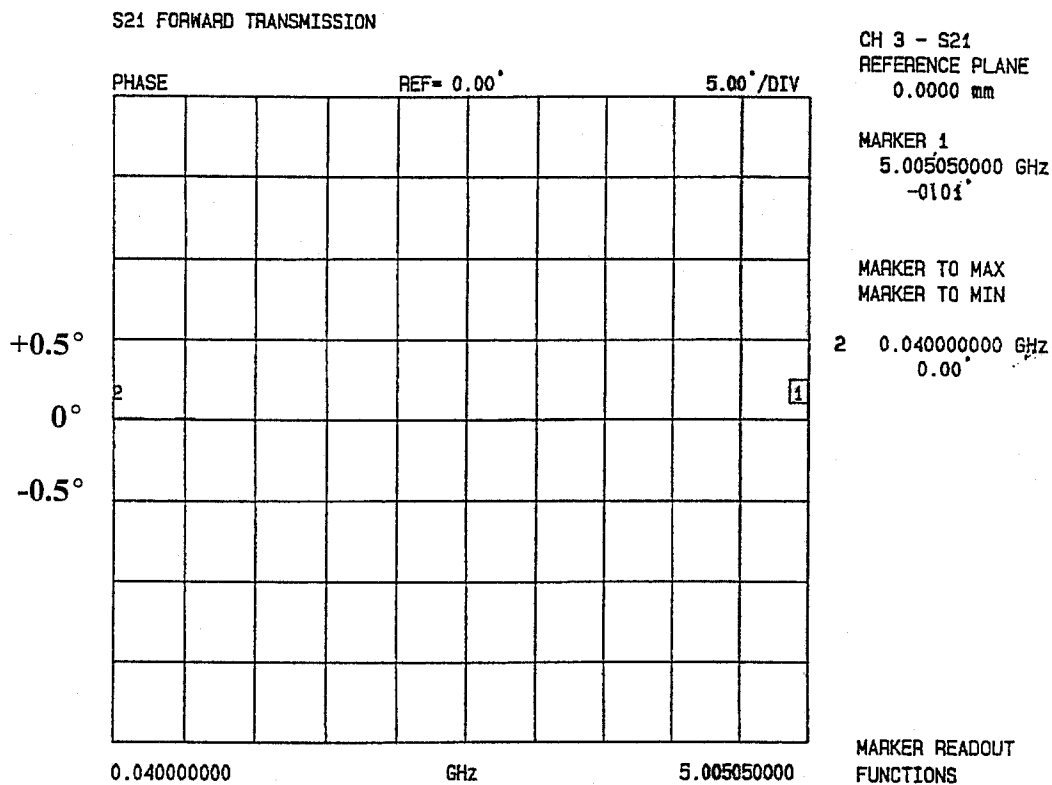 S21 FORWARD TRANSMISSION
CH 3 - S21
REFERENCE PLANE
0.0000 mm
PHASE REF= 0.00° 5.00°/DIV
MARKER 1
5.005050000 GHz
MARKER TO MAX
MARKER TO MIN
+0.5°
2 0.040000000 GHz
0.00°
2
1
0°
-0.5°
0.040000000 GHz 5.005050000
MARKER READOUT
FUNCTIONS